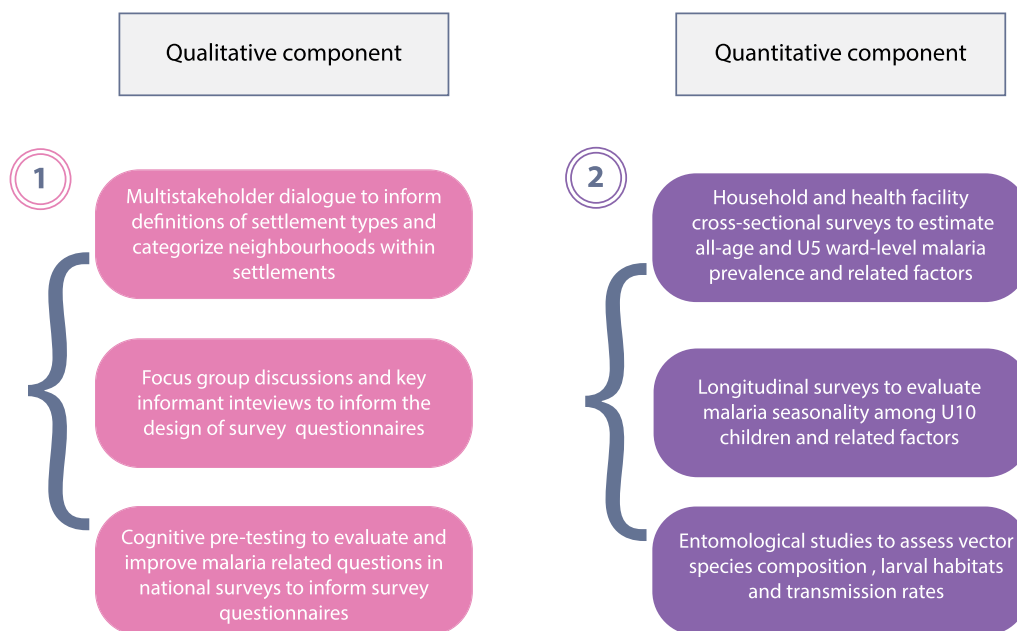 Qualitative component
1
Multistakeholder dialogue to inform
definitions of settlement types and
categorize neighbourhoods within
settlements
Focus group discussions and key
informant inteviews to inform the
design of survey questionnaires
Cognitive pre-testing to evaluate and
improve malaria related questions in
national surveys to inform survey
questionnaires
Quantitative component
2
Household and health facility
cross-sectional surveys to estimate
all-age and U5 ward-level malaria
prevalence and related factors
Longitudinal surveys to evaluate
malaria seasonality among U10
children and related factors
Entomological studies to assess vector
species composition , larval habitats
and transmission rates